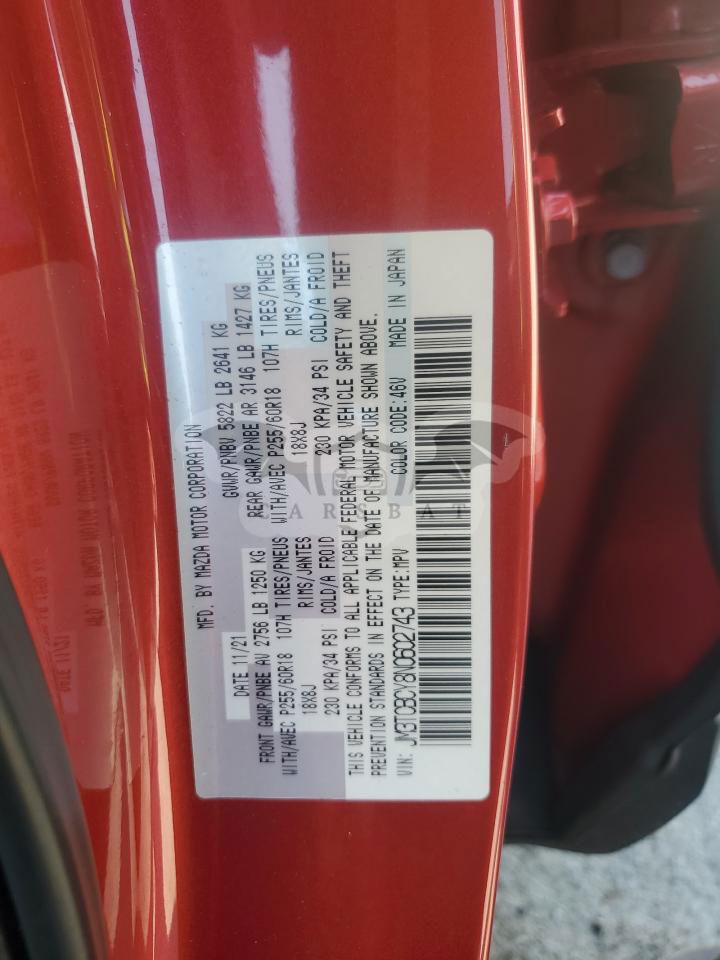 MFD. BY MAZDA MOTOR CORPORATION
DATE 11/21 GVWR/PNBV 5822 LB 2641 KG
FRONT GAWR/PNBE AV 2756 LB 1250 KG REAR GAWR/PNBE AR 3146 LB 1427 KG
WITH/AVEC P255/60R18 107H TIRES/PNEUS WITH/AVEC P255/60R18 107H TIRES/PNEUS
18X8J RIMS/JANTES 18X8J RIMS/JANTES
230 KPA/34 PSI COLD/A FROID 230 KPA/34 PSI COLD/A FROID
THIS VEHICLE CONFORMS TO ALL APPLICABLE FEDERAL MOTOR VEHICLE SAFETY AND THEFT
PREVENTION STANDARDS IN EFFECT ON THE DATE OF MANUFACTURE SHOWN ABOVE.
VIN: JM3TCBCY8N0602743 TYPE:MPV COLOR CODE:46V MADE IN JAPAN
CARSBAT